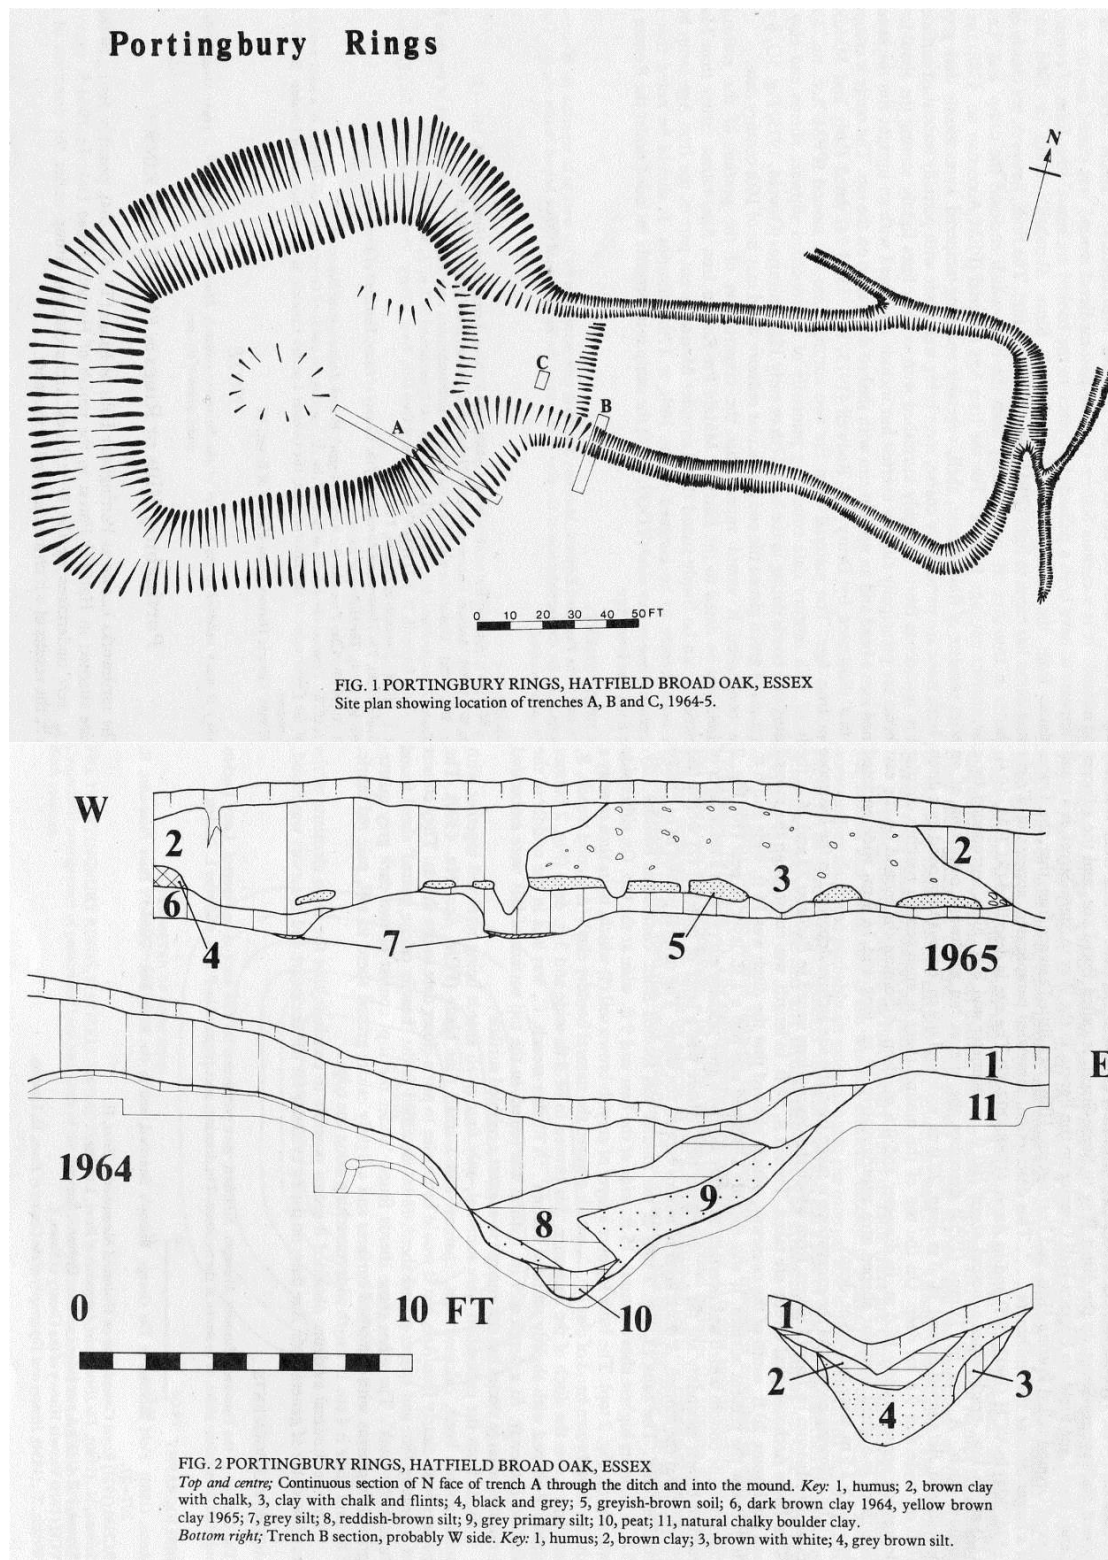 Portingbury Rings
N
C
B
A
0 10 20 30 40 50 FT
FIG. 1 PORTINGBURY RINGS, HATFIELD BROAD OAK, ESSEX
Site plan showing location of trenches A, B and C, 1964-5.
W
2
2
3
6
4
7
5
1965
1
E
11
1964
9
8
0 10 FT
10
1
2
3
4
FIG. 2 PORTINGBURY RINGS, HATFIELD BROAD OAK, ESSEX
Top and centre; Continuous section of N face of trench A through the ditch and into the mound. Key: 1, humus; 2, brown clay
with chalk, 3, clay with chalk and flints; 4, black and grey; 5, greyish-brown soil; 6, dark brown clay 1964, yellow brown
clay 1965; 7, grey silt; 8, reddish-brown silt; 9, grey primary silt; 10, peat; 11, natural chalky boulder clay.
Bottom right; Trench B section, probably W side. Key: 1, humus; 2, brown clay; 3, brown with white; 4, grey brown silt.